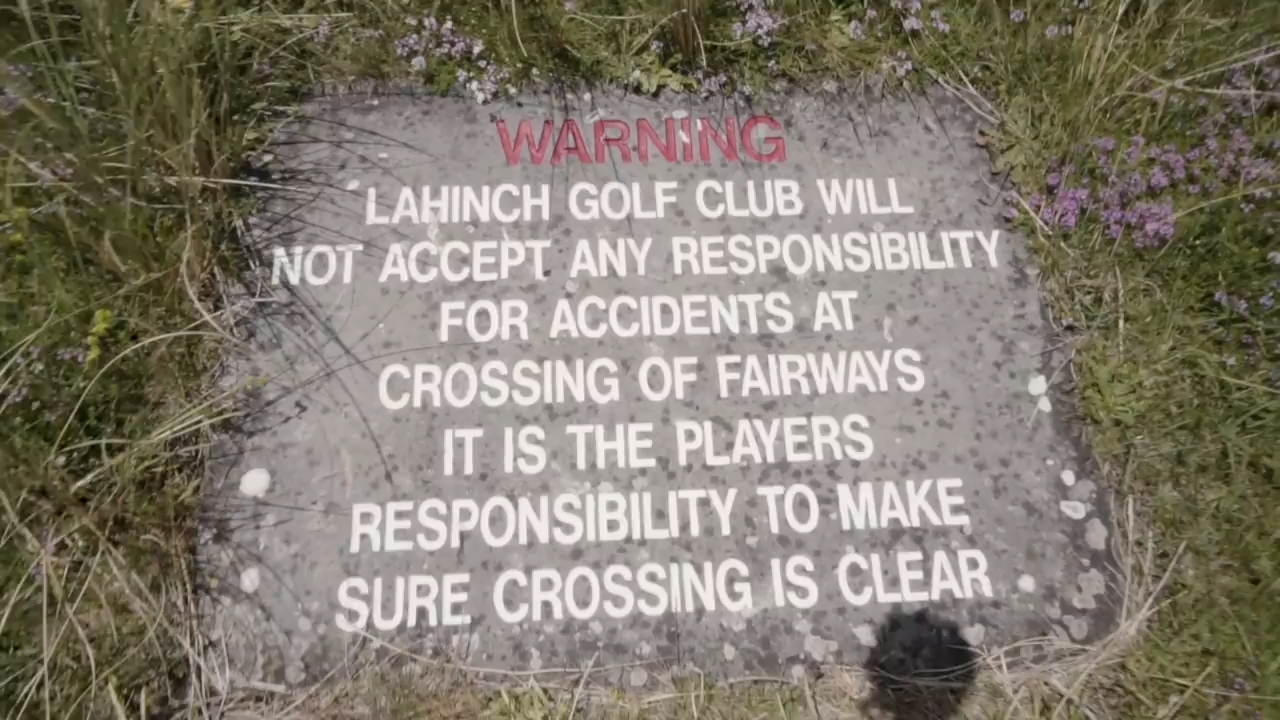 WARNING
LAHINCH GOLF CLUB WILL
NOT ACCEPT ANY RESPONSIBILITY
FOR ACCIDENTS AT
CROSSING OF FAIRWAYS
IT IS THE PLAYERS
RESPONSIBILITY TO MAKE
SURE CROSSING IS CLEAR